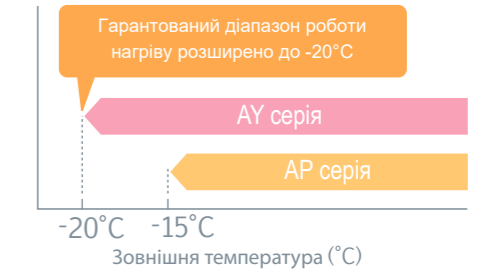 Гарантований діапазон роботи
нагріву розширено до -20°C
AY серія
AP серія
-20°C -15°C
Зовнішня температура (°C)